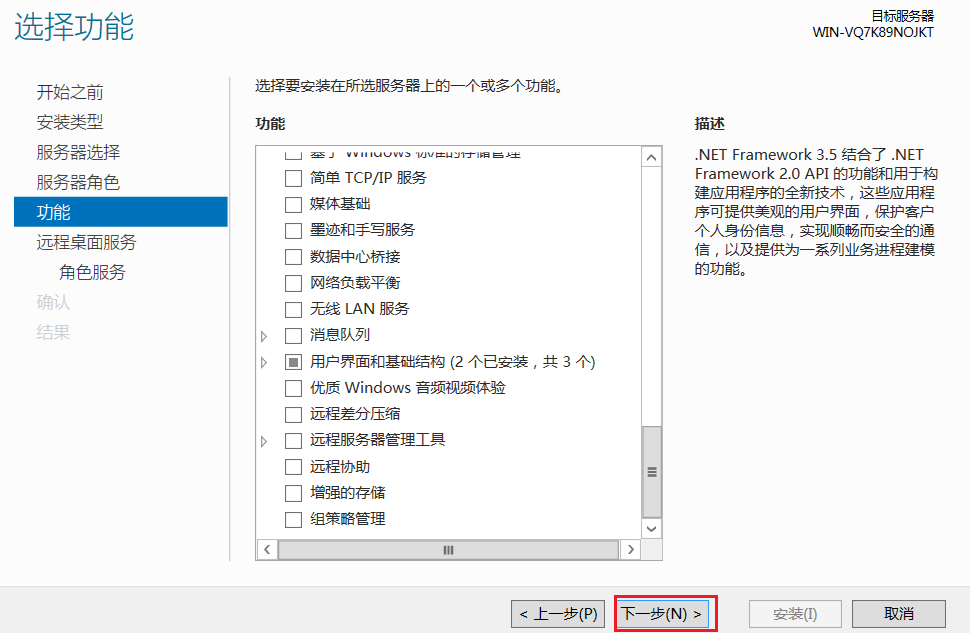 选择功能
目标服务器
WIN-VQ7K89NOJKT
开始之前
安装类型
服务器选择
服务器角色
功能
远程桌面服务
角色服务
确认
结果
选择要安装在所选服务器上的一个或多个功能。
功能
基于 Windows 标准的存储管理
简单 TCP/IP 服务
媒体基础
墨迹和手写服务
数据中心桥接
网络负载平衡
无线 LAN 服务
消息队列
用户界面和基础结构 (2 个已安装，共 3 个)
优质 Windows 音频视频体验
远程差分压缩
远程服务器管理工具
远程协助
增强的存储
组策略管理
描述
.NET Framework 3.5 结合了 .NET
Framework 2.0 API 的功能和用于构
建应用程序的全新技术，这些应用程
序可提供美观的用户界面，保护客户
个人身份信息，实现顺畅而安全的通
信，以及提供为一系列业务进程建模
的功能。
< 上一步(P)
下一步(N) >
安装(I)
取消